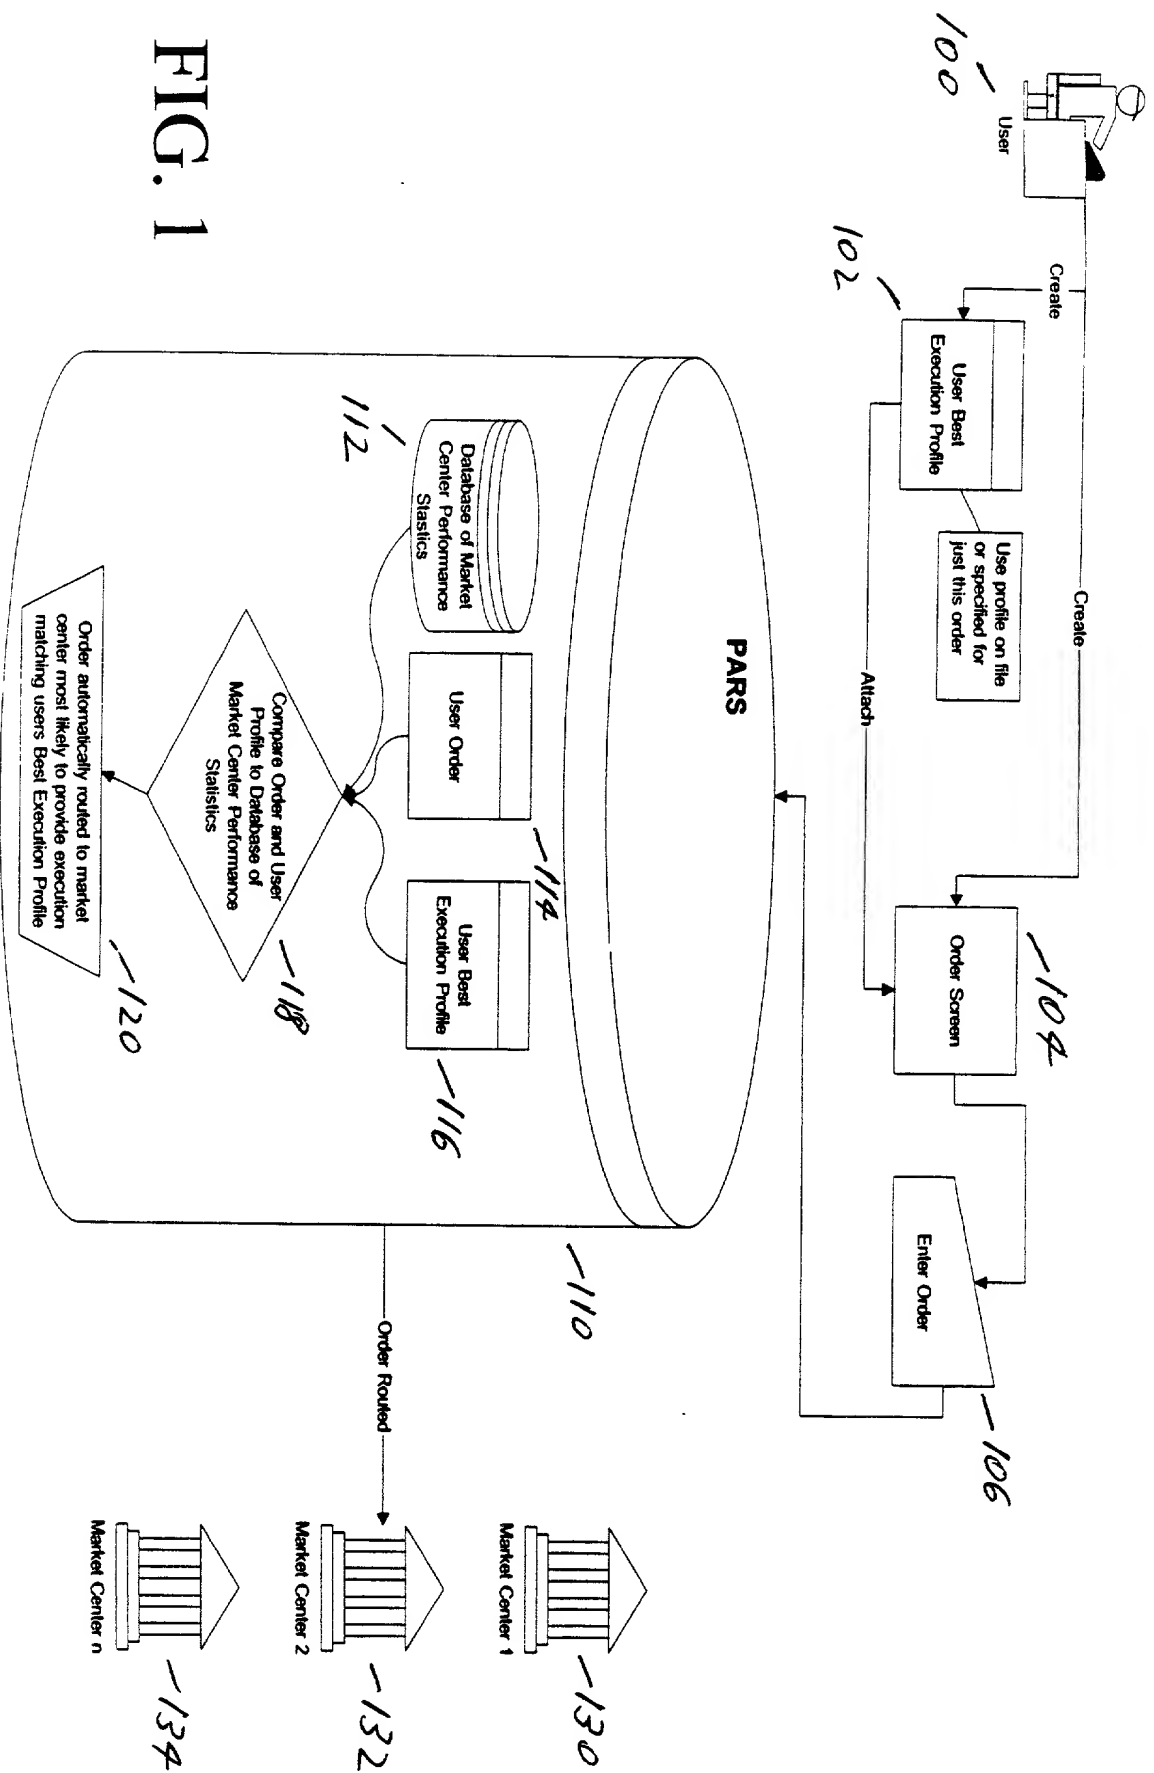 100
User
Create
Create
102
User Best
Execution Profile
Use profile on file
or specified for
just this order
Attach
104
Order Screen
Enter Order
106
PARS
110
112
Database of Market
Center Performance
Stastics
User Order
114
User Best
Execution Profile
116
Compare Order and User
Profile to Database of
Market Center Performance
Statistics
118
Order automatically routed to market
center most likely to provide execution
matching users Best Execution Profile
120
Order Routed
Market Center 1
130
Market Center 2
132
Market Center n
134
FIG. 1